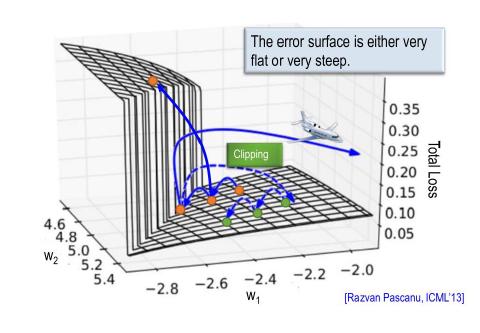 The error surface is either very
flat or very steep.
Clipping
0.35
0.30
0.25
0.20
0.15
0.10
0.05
Total Loss
4.6
4.8
5.0
5.2
5.4
w2
−2.8
−2.6
−2.4
−2.2
−2.0
w1
[Razvan Pascanu, ICML'13]